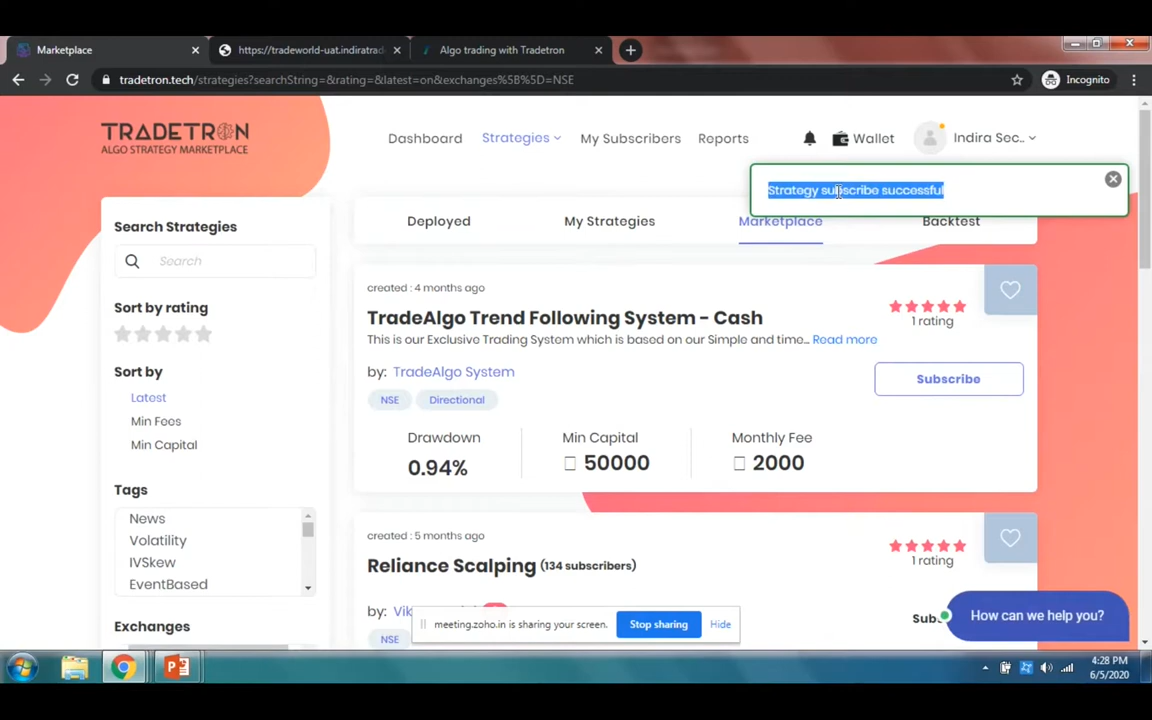 Marketplace
https://tradeworld-uat.indiratrad
Algo trading with Tradetron
tradetron.tech/strategies?searchString=&rating=&latest=on&exchanges%5B%5D=NSE
Incognito
TRADETRON
ALGO STRATEGY MARKETPLACE
Dashboard
Strategies
My Subscribers
Reports
Wallet
Indira Sec..
Strategy subscribe successful
Search Strategies
Search
Sort by rating
Sort by
Latest
Min Fees
Min Capital
Tags
News
Volatility
IVSkew
EventBased
Exchanges
Deployed
My Strategies
Marketplace
Backtest
created : 4 months ago
TradeAlgo Trend Following System - Cash
1 rating
This is our Exclusive Trading System which is based on our Simple and time... Read more
by: TradeAlgo System
Subscribe
NSE
Directional
Drawdown
Min Capital
Monthly Fee
0.94%
50000
2000
created : 5 months ago
Reliance Scalping (134 subscribers)
1 rating
by: Vik
NSE
Subs
meeting.zoho.in is sharing your screen.
Stop sharing
Hide
How can we help you?
4:28 PM
6/5/2020